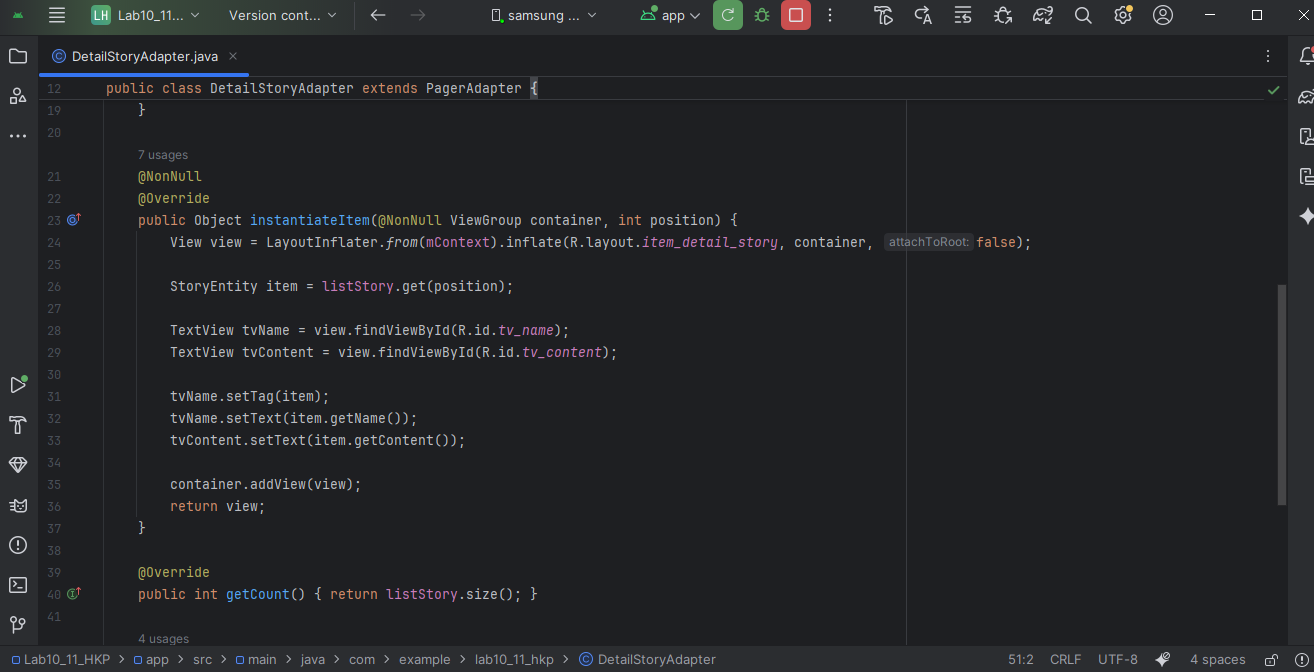 LH Lab10_11... Version cont... samsung ... app
DetailStoryAdapter.java
12 public class DetailStoryAdapter extends PagerAdapter {
19 }
20
7 usages
21 @NonNull
22 @Override
23 public Object instantiateItem(@NonNull ViewGroup container, int position) {
24 View view = LayoutInflater.from(mContext).inflate(R.layout.item_detail_story, container, attachToRoot: false);
25
26 StoryEntity item = listStory.get(position);
27
28 TextView tvName = view.findViewById(R.id.tv_name);
29 TextView tvContent = view.findViewById(R.id.tv_content);
30
31 tvName.setTag(item);
32 tvName.setText(item.getName());
33 tvContent.setText(item.getContent());
34
35 container.addView(view);
36 return view;
37 }
38
39 @Override
40 public int getCount() { return listStory.size(); }
41
4 usages
Lab10_11_HKP > app > src > main > java > com > example > lab10_11_hkp > DetailStoryAdapter 51:2 CRLF UTF-8 4 spaces